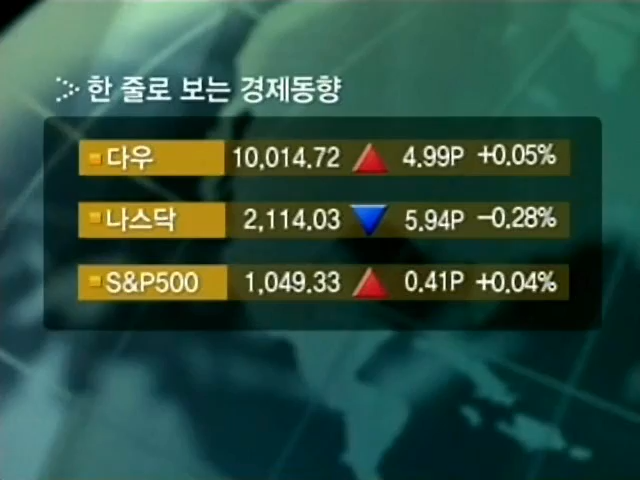 한 줄로 보는 경제동향
다우 10,014.72 ▲ 4.99P +0.05%
나스닥 2,114.03 ▼ 5.94P -0.28%
S&P500 1,049.33 ▲ 0.41P +0.04%